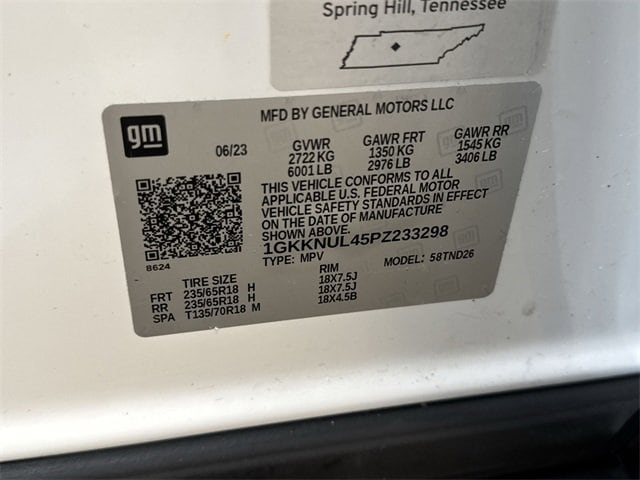 Spring Hill, Tennessee
MFD BY GENERAL MOTORS LLC
gm
06/23 GVWR GAWR FRT GAWR RR
2722 KG 1350 KG 1545 KG
6001 LB 2976 LB 3406 LB
THIS VEHICLE CONFORMS TO ALL
APPLICABLE U.S. FEDERAL MOTOR
VEHICLE SAFETY STANDARDS IN EFFECT
ON THE DATE OF MANUFACTURE
1GKKNUL45PZ233298
8624 TYPE: MPV MODEL: 58TND26
TIRE SIZE RIM
FRT 235/65R18 H 18X7.5J
RR 235/65R18 H 18X7.5J
SPA T135/70R18 M 18X4.5B